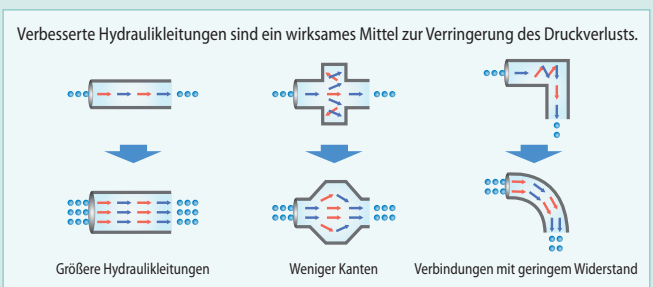 Verbesserte Hydraulikleitungen sind ein wirksames Mittel zur Verringerung des Druckverlusts.
Größere Hydraulikleitungen
Weniger Kanten
Verbindungen mit geringem Widerstand